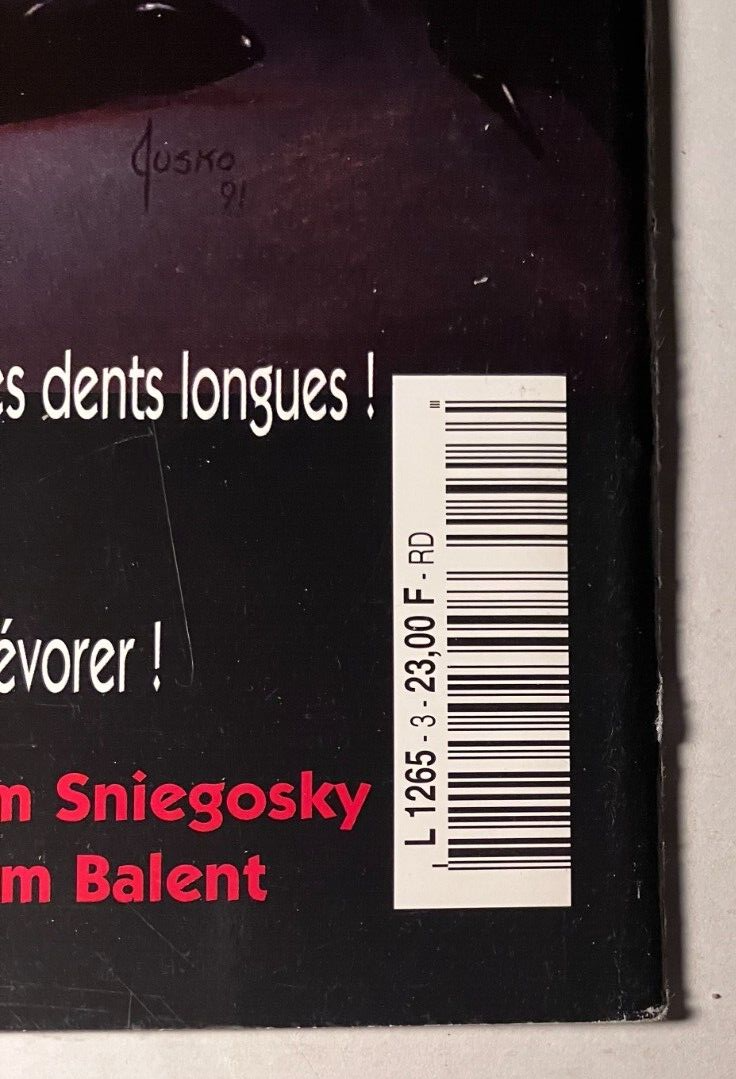 Jusko
91
es dents longues !
évorer !
m Sniegosky
m Balent
L 1265 - 3 - 23,00 F - RD